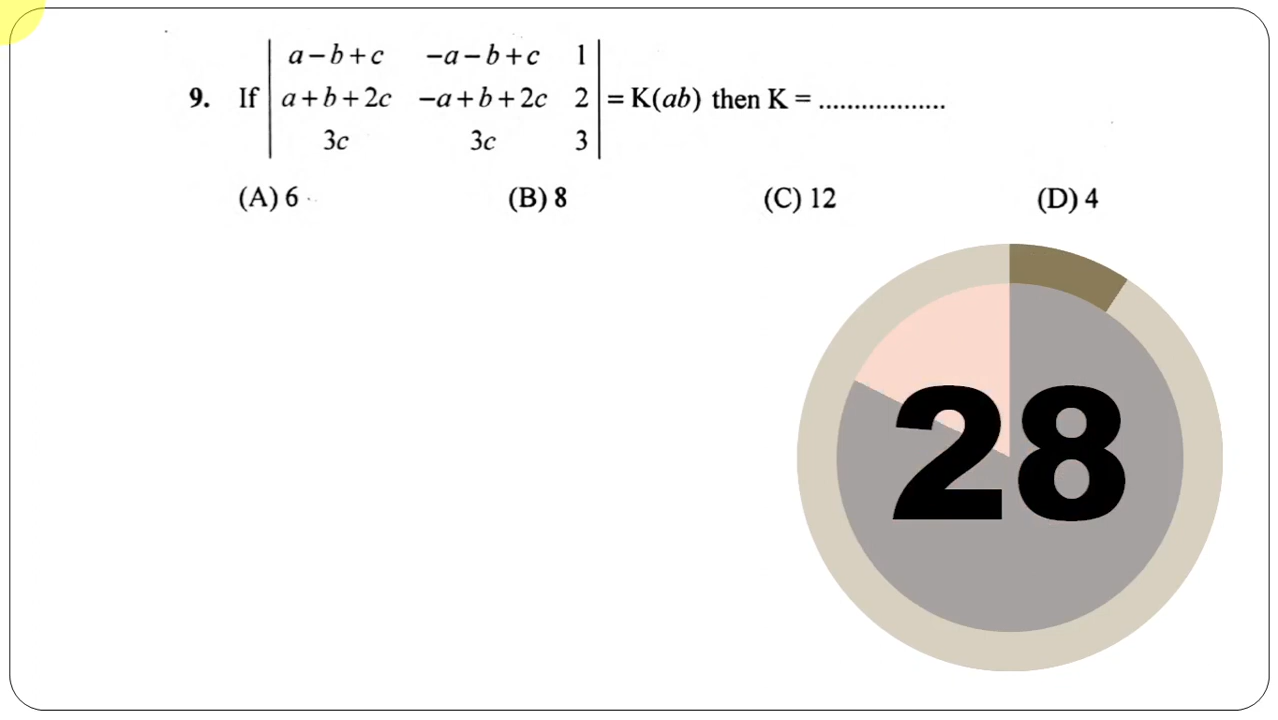 9. If | a−b+c −a−b+c 1 |
| a+b+2c −a+b+2c 2 | = K(ab) then K = ..................
| 3c 3c 3 |
(A) 6 (B) 8 (C) 12 (D) 4
28